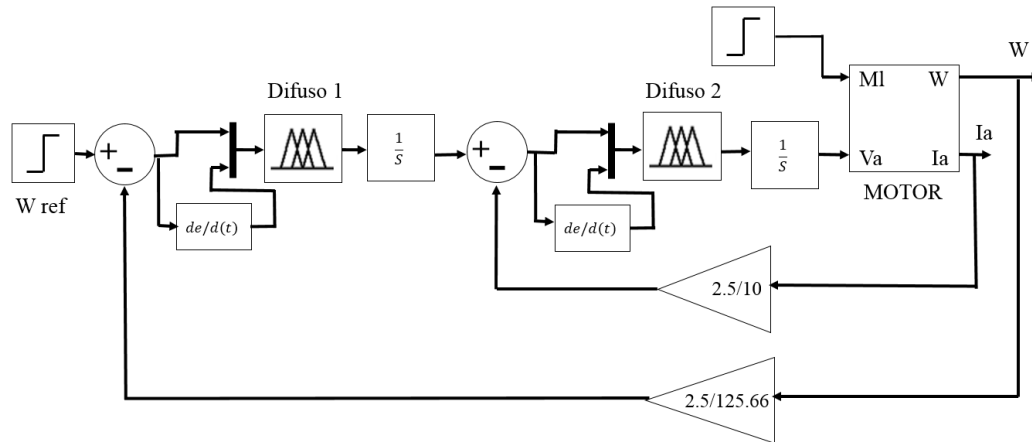 W
Ml
W
Difuso 1
Difuso 2
Ia
+
-
1
S
+
-
1
S
Va
Ia
W ref
MOTOR
de/d(t)
de/d(t)
2.5/10
2.5/125.66